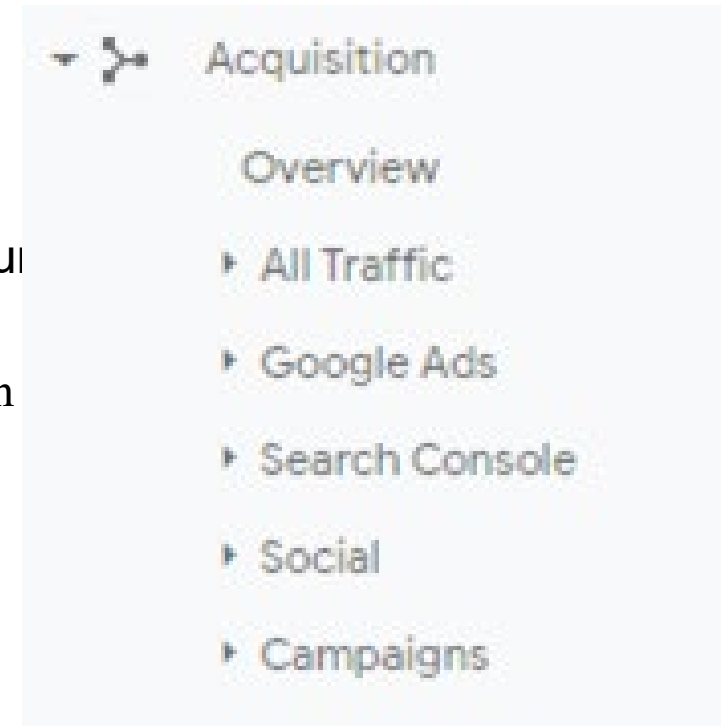 Acquisition
Overview
All Traffic
Google Ads
Search Console
Social
Campaigns